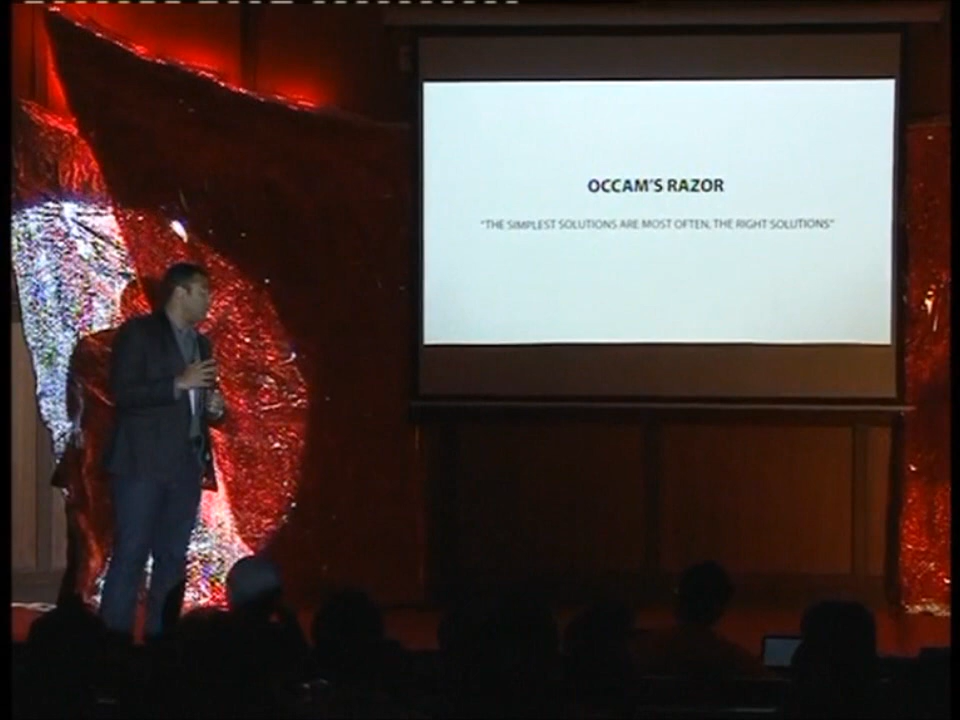 OCCAM'S RAZOR
"THE SIMPLEST SOLUTIONS ARE MOST OFTEN, THE RIGHT SOLUTIONS"